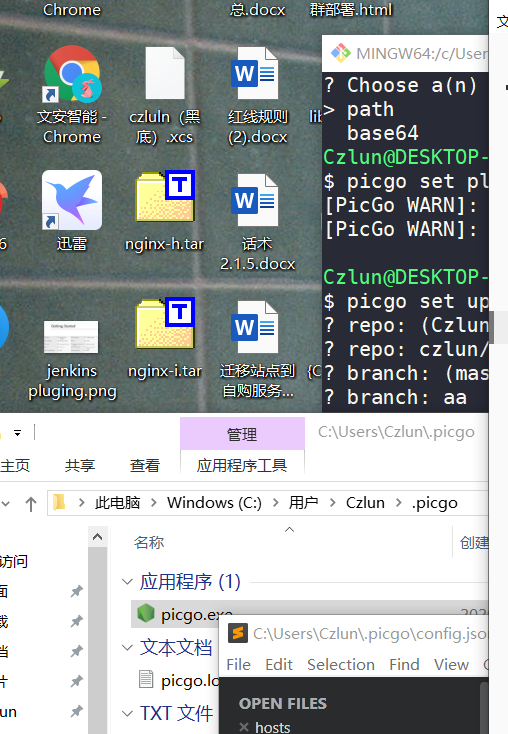 Chrome
总.docx
群部署.html
文
MINGW64:/c/User
? Choose a(n)
> path
base64
Czlun@DESKTOP-
$ picgo set pl
[PicGo WARN]:
[PicGo WARN]:
Czlun@DESKTOP-
$ picgo set up
? repo: (Czlun
? repo: czlun/
? branch: (mas
? branch: aa
文安智能 -
Chrome
czluln（黑
底）.xcs
红线规则
(2).docx
lib
6
迅雷
nginx-h.tar
话术
2.1.5.docx
jenkins
pluging.png
nginx-i.tar
迁移站点到
自购服务...
{C
管理
C:\Users\Czlun\.picgo
主页
共享
查看
应用程序工具
此电脑
Windows (C:)
用户
Czlun
.picgo
访问
名称
创建
面
应用程序 (1)
载
picgo.exe
档
文本文档
片
picgo.lo
un
TXT 文件
C:\Users\Czlun\.picgo\config.json
File Edit Selection Find View
OPEN FILES
hosts